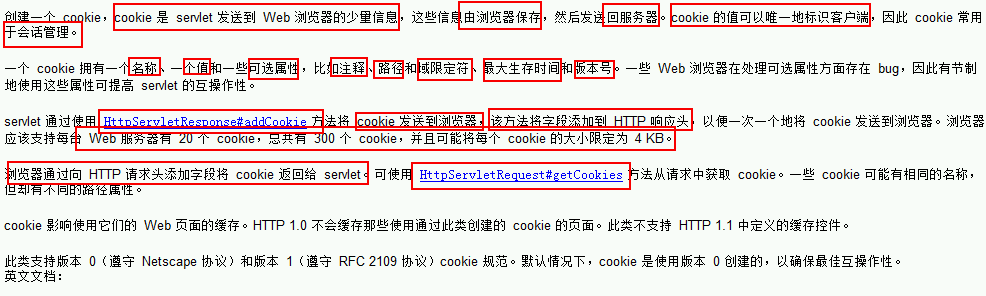 创建一个 cookie，cookie 是 servlet 发送到 Web 浏览器的少量信息，这些信息由浏览器保存，然后发送回服务器。cookie 的值可以唯一地标识客户端，因此 cookie 常用
于会话管理。
一个 cookie 拥有一个名称、一个值和一些可选属性，比如注释、路径和域限定符、最大生存时间和版本号。一些 Web 浏览器在处理可选属性方面存在 bug，因此有节制
地使用这些属性可提高 servlet 的互操作性。
servlet 通过使用 HttpServletResponse#addCookie 方法将 cookie 发送到浏览器，该方法将字段添加到 HTTP 响应头，以便一次一个地将 cookie 发送到浏览器。浏览器
应该支持每台 Web 服务器有 20 个 cookie，总共有 300 个 cookie，并且可能将每个 cookie 的大小限定为 4 KB。
浏览器通过向 HTTP 请求头添加字段将 cookie 返回给 servlet。可使用 HttpServletRequest#getCookies 方法从请求中获取 cookie。一些 cookie 可能有相同的名称，
但却有不同的路径属性。
cookie 影响使用它们的 Web 页面的缓存。HTTP 1.0 不会缓存那些使用通过此类创建的 cookie 的页面。此类不支持 HTTP 1.1 中定义的缓存控件。
此类支持版本 0（遵守 Netscape 协议）和版本 1（遵守 RFC 2109 协议）cookie 规范。默认情况下，cookie 是使用版本 0 创建的，以确保最佳互操作性。
英文文档：